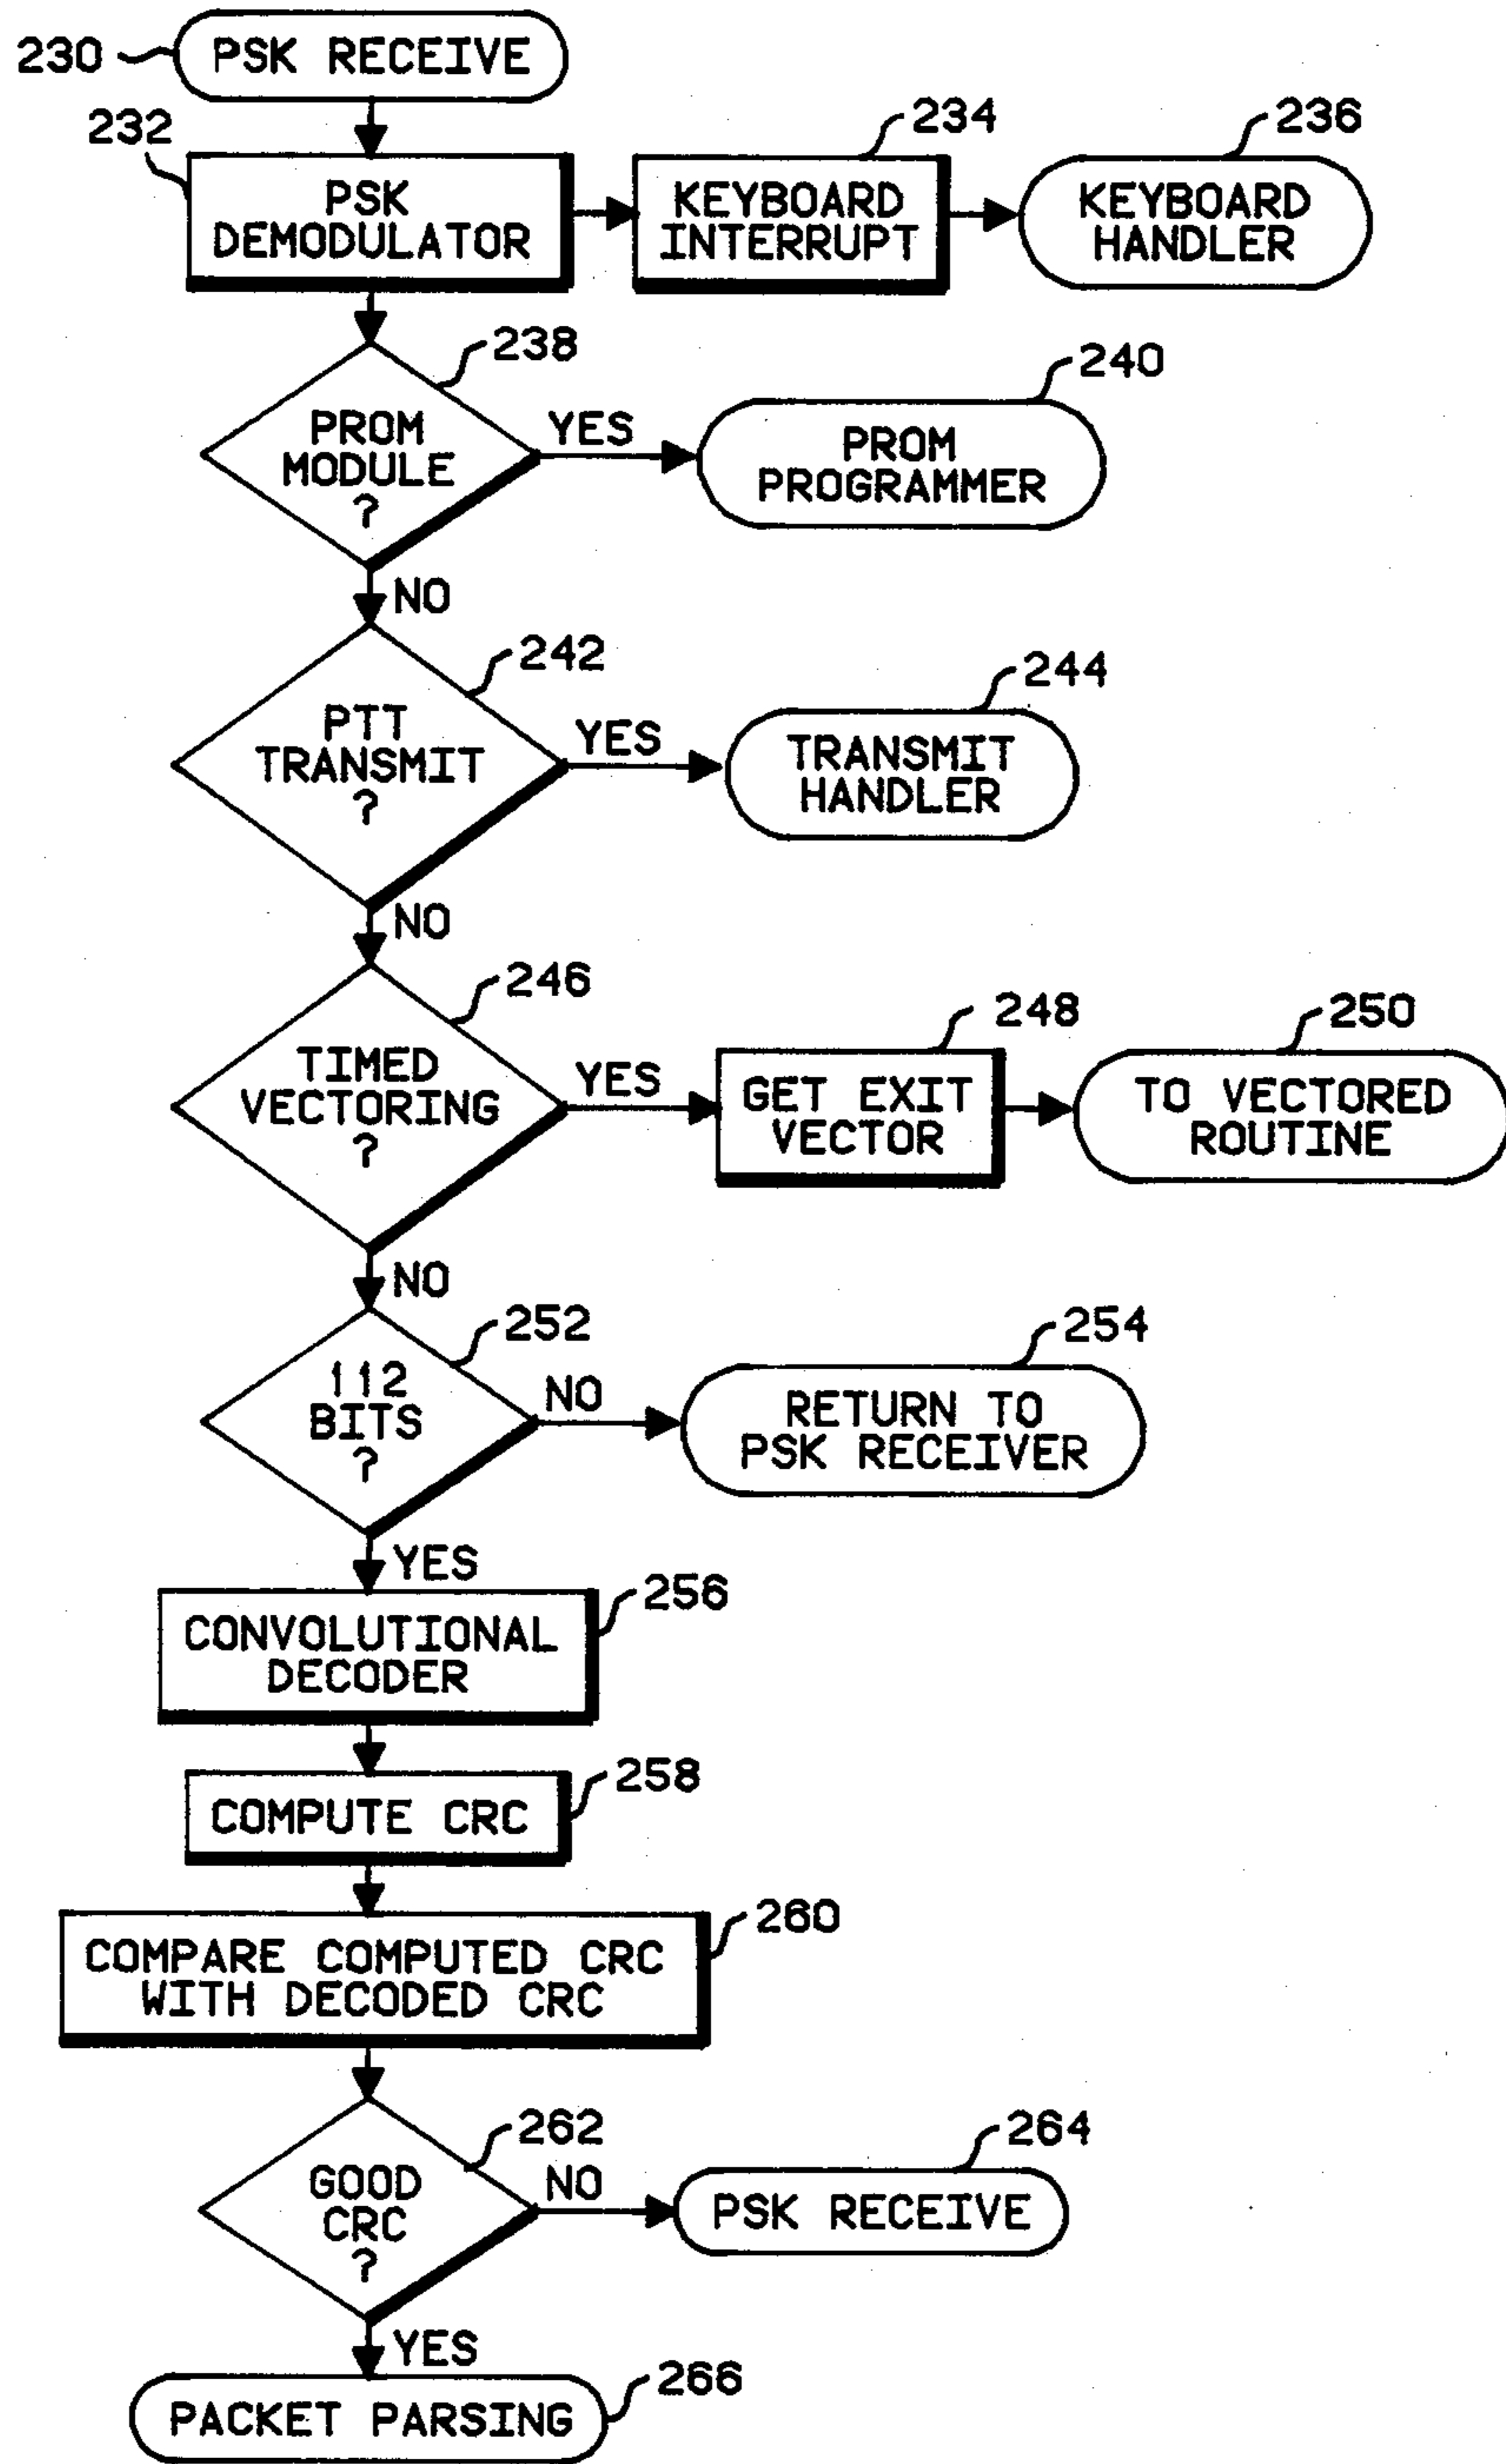 230
PSK RECEIVE
232
PSK
DEMODULATOR
234
KEYBOARD
INTERRUPT
236
KEYBOARD
HANDLER
238
PROM
MODULE
?
YES
240
PROM
PROGRAMMER
NO
242
PTT
TRANSMIT
?
YES
244
TRANSMIT
HANDLER
NO
246
TIMED
VECTORING
?
YES
248
GET EXIT
VECTOR
250
TO VECTORED
ROUTINE
NO
252
112
BITS
?
NO
254
RETURN TO
PSK RECEIVER
YES
256
CONVOLUTIONAL
DECODER
258
COMPUTE CRC
260
COMPARE COMPUTED CRC
WITH DECODED CRC
262
GOOD
CRC
?
NO
264
PSK RECEIVE
YES
266
PACKET PARSING